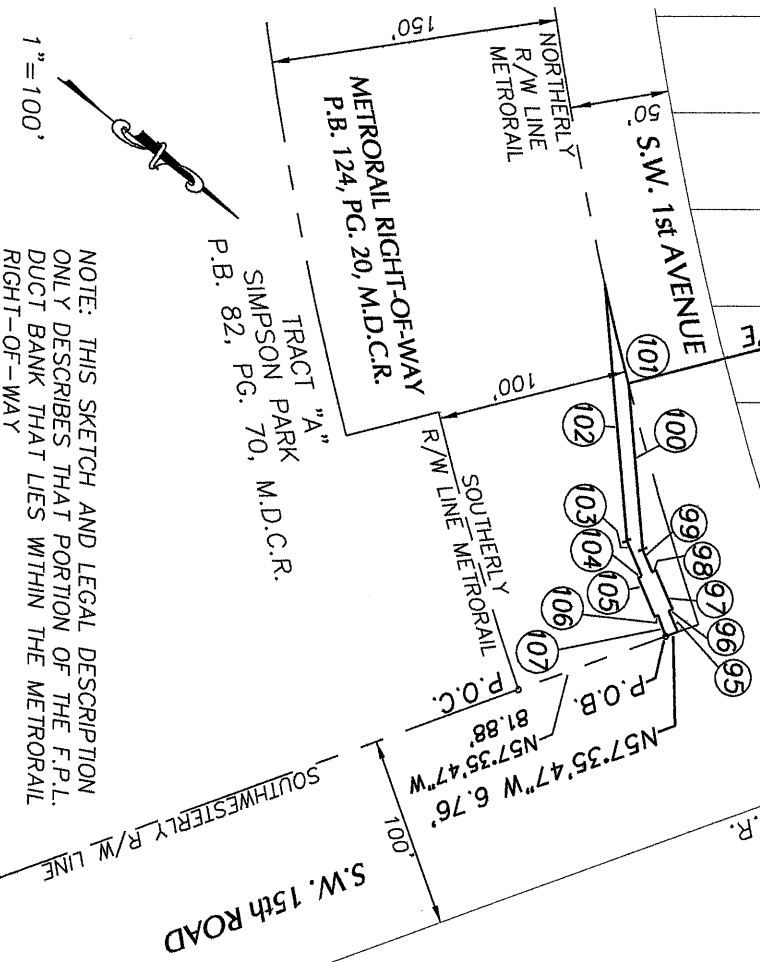 150'
NORTHERLY
R/W LINE
METRORAIL
50'
S.W. 1st AVENUE
METRORAIL RIGHT-OF-WAY
P.B. 124, PG. 20, M.D.C.R.
1"=100'
TRACT "A"
SIMPSON PARK
P.B. 82, PG. 70, M.D.C.R.
100'
101
102
100
103
104
105
106
107
99
98
97
96
95
SOUTHERLY
R/W LINE METRORAIL
P.O.C.
P.O.B.
N57°35'47"W
81.88'
N57°35'47"W 6.76'
100'
SOUTHWESTERLY R/W LINE
S.W. 15th ROAD
.R.
NOTE: THIS SKETCH AND LEGAL DESCRIPTION
ONLY DESCRIBES THAT PORTION OF THE F.P.L.
DUCT BANK THAT LIES WITHIN THE METRORAIL
RIGHT-OF-WAY